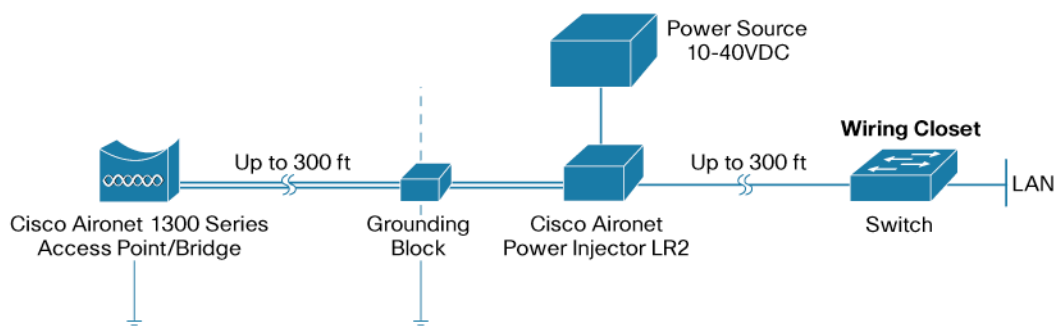 Power Source
10-40VDC
Wiring Closet
Up to 300 ft
Up to 300 ft
LAN
Cisco Aironet 1300 Series
Access Point/Bridge
Grounding
Block
Cisco Aironet
Power Injector LR2
Switch